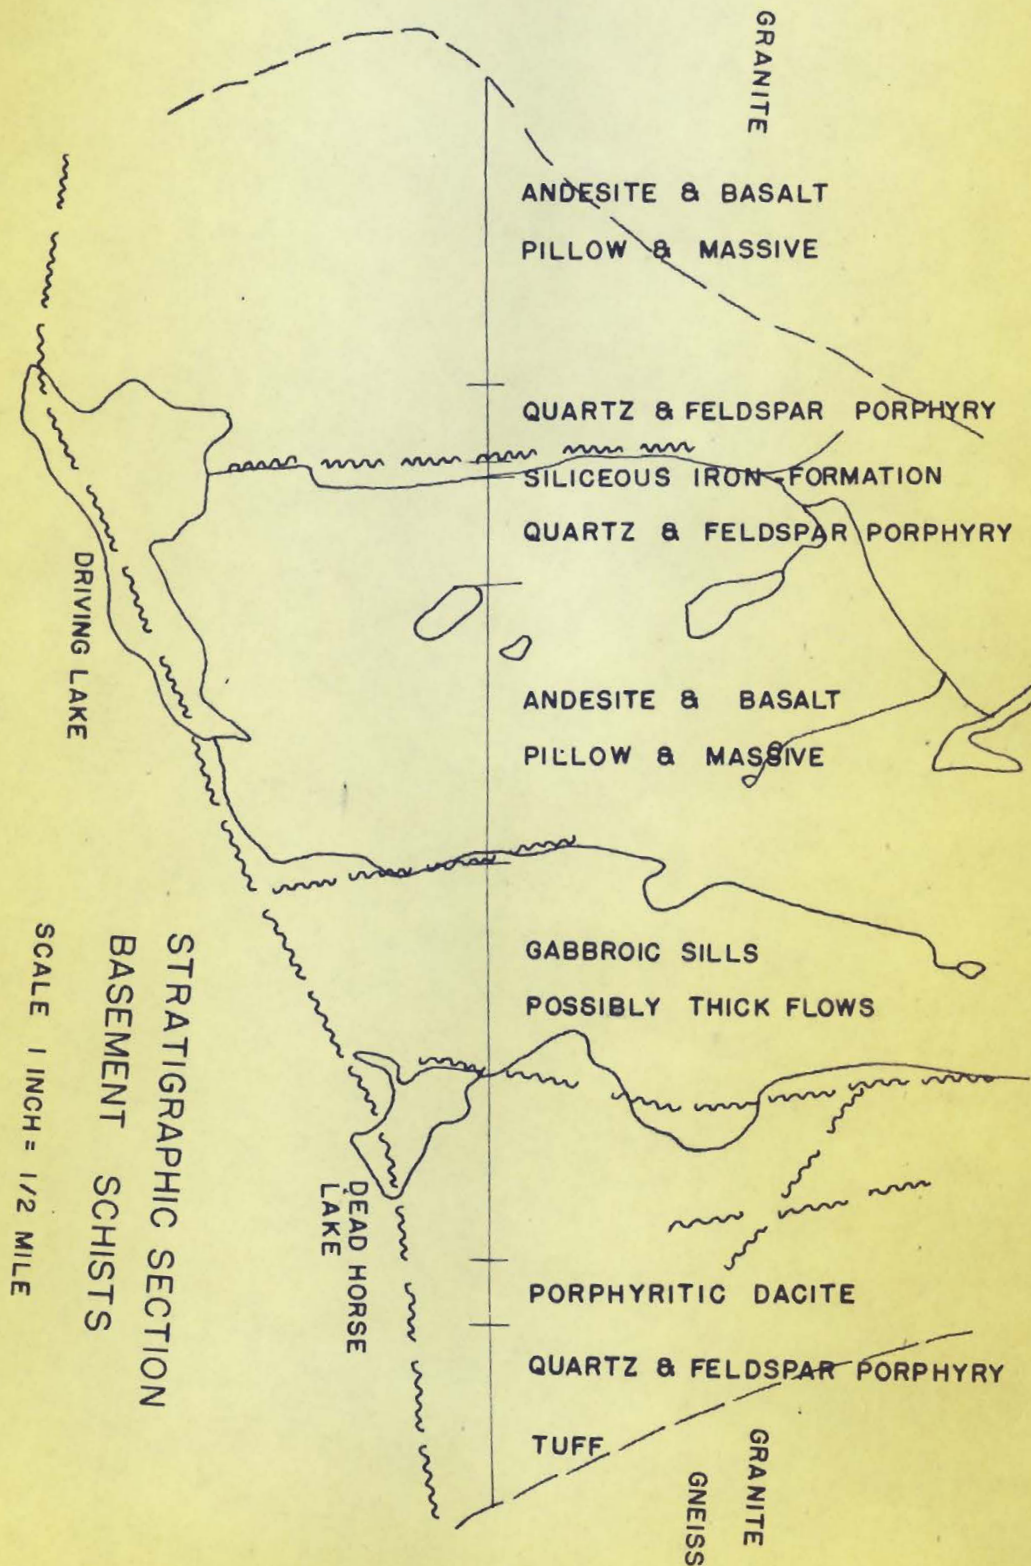 GRANITE
ANDESITE & BASALT
PILLOW & MASSIVE
QUARTZ & FELDSPAR PORPHYRY
SILICEOUS IRON-FORMATION
QUARTZ & FELDSPAR PORPHYRY
DRIVING LAKE
ANDESITE & BASALT
PILLOW & MASSIVE
GABBROIC SILLS
POSSIBLY THICK FLOWS
DEAD HORSE
LAKE
PORPHYRITIC DACITE
QUARTZ & FELDSPAR PORPHYRY
TUFF
GRANITE
GNEISS
STRATIGRAPHIC SECTION
BASEMENT SCHISTS
SCALE 1 INCH = 1/2 MILE